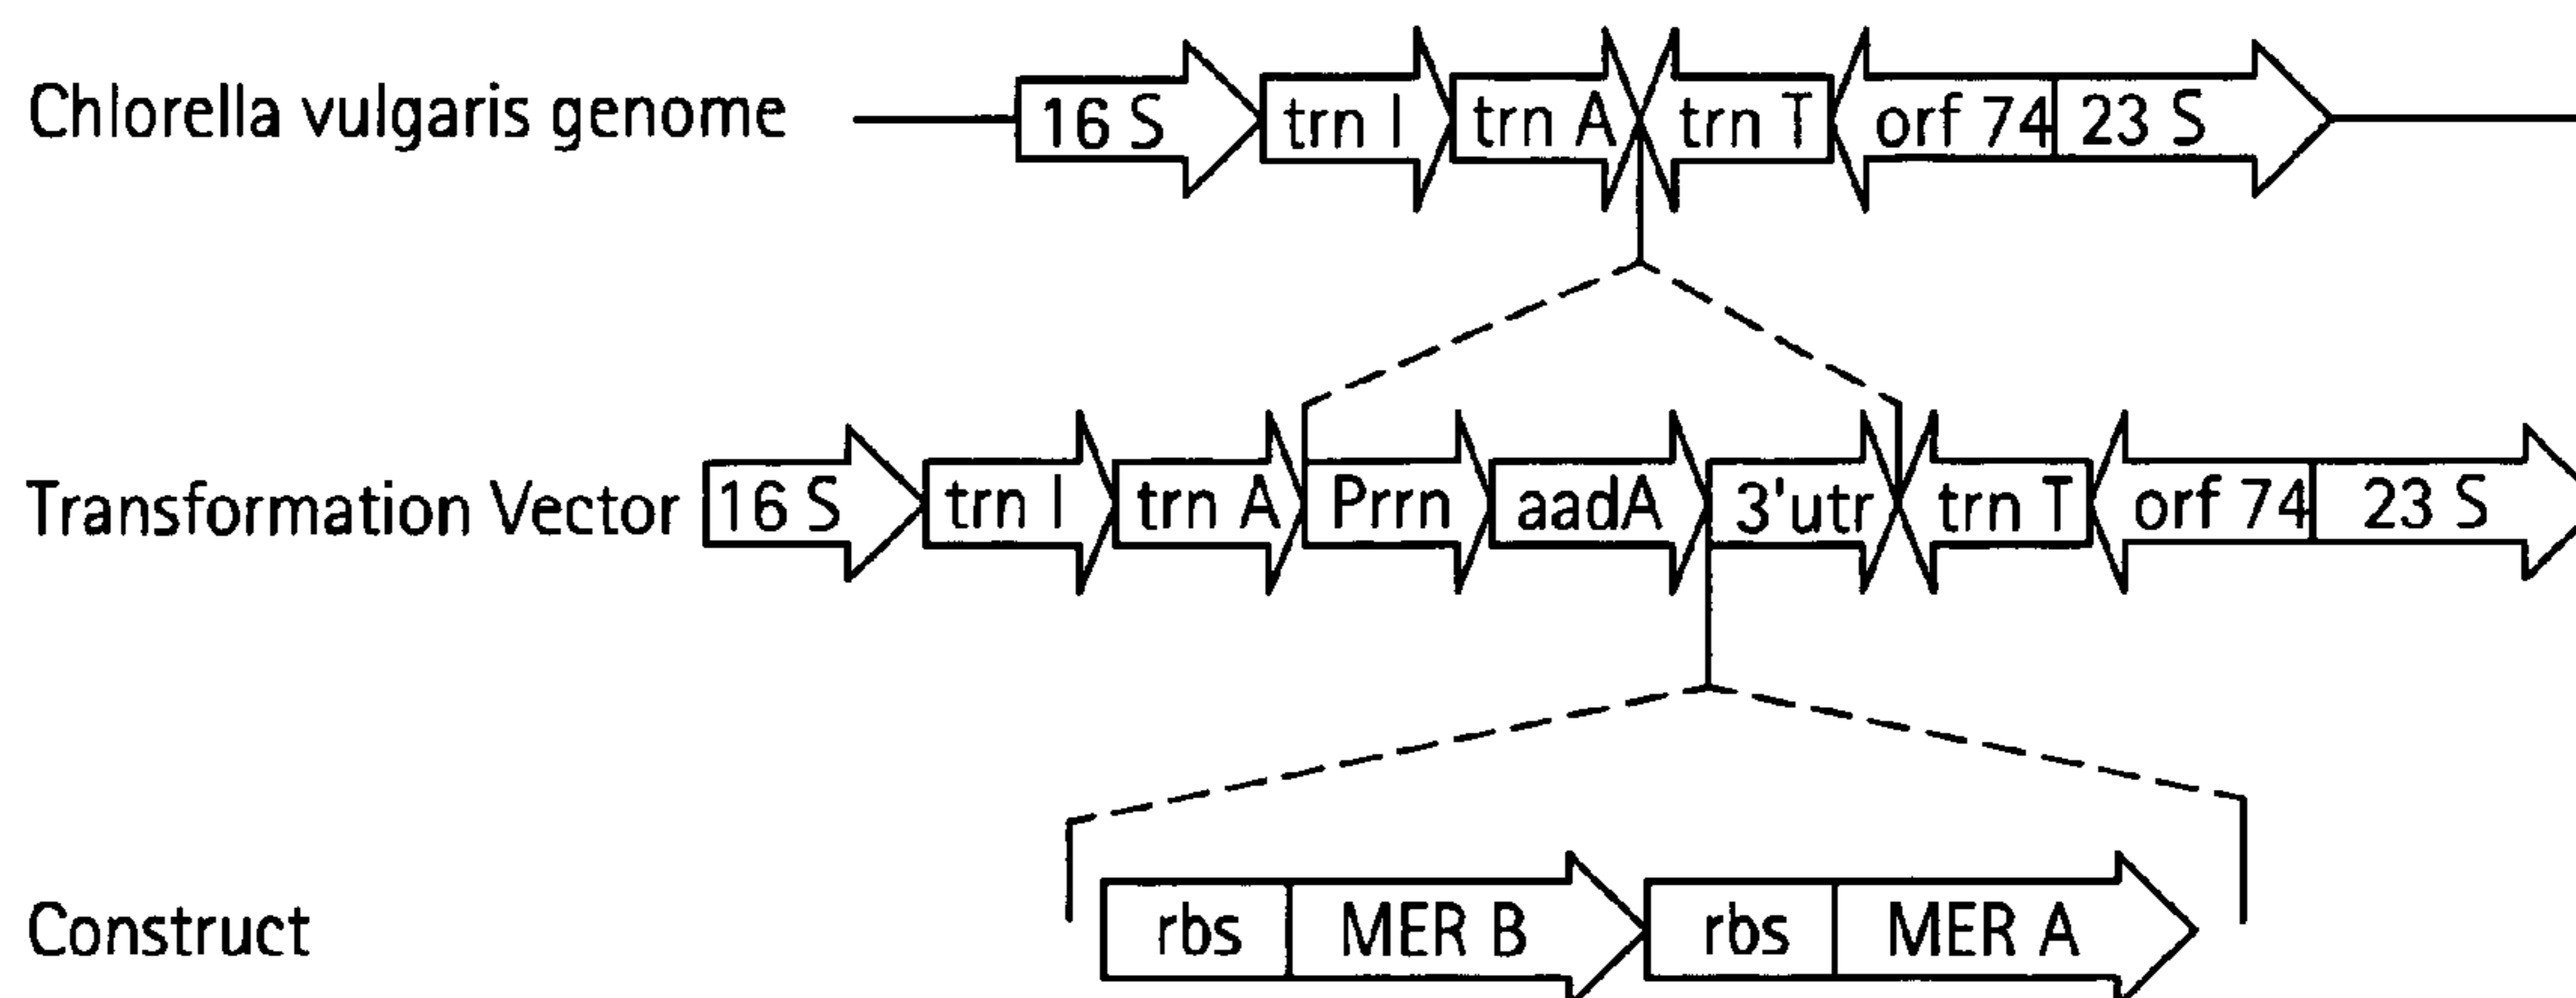 Chlorella vulgaris genome 16 S trn I trn A trn T orf 74 23 S
Transformation Vector 16 S trn I trn A Prrn aadA 3'utr trn T orf 74 23 S
Construct rbs MER B rbs MER A